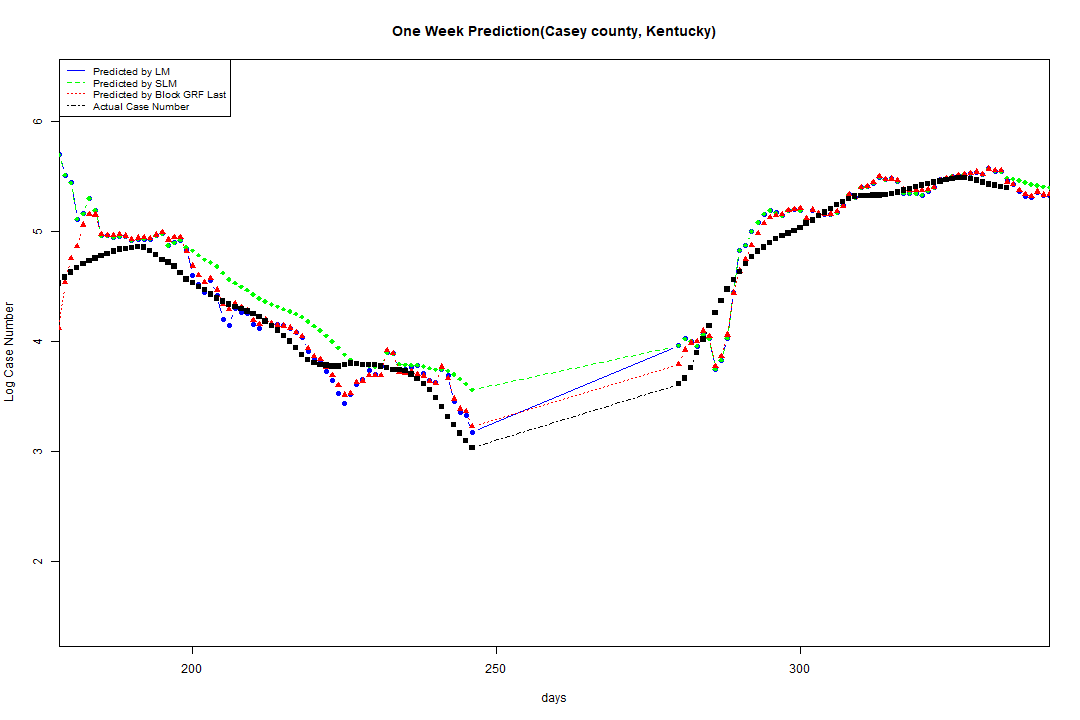 One Week Prediction(Casey county, Kentucky)
Predicted by LM
Predicted by SLM
Predicted by Block GRF Last
Actual Case Number
6
5
4
3
2
Log Case Number
200
250
300
days